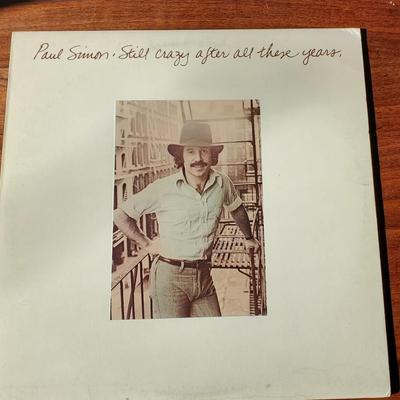 Paul Simon • Still crazy after all these years.